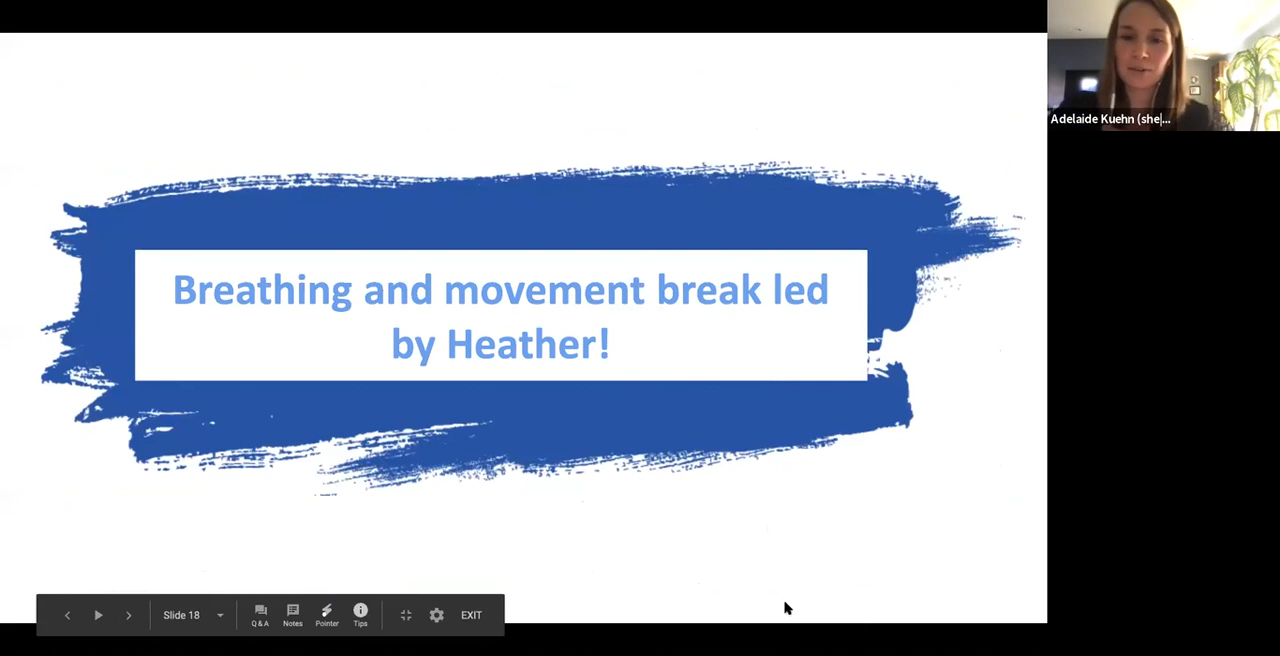 Adelaide Kuehn (she|...
Breathing and movement break led
by Heather!
Slide 18
Q & A
Notes
Pointer
Tips
EXIT